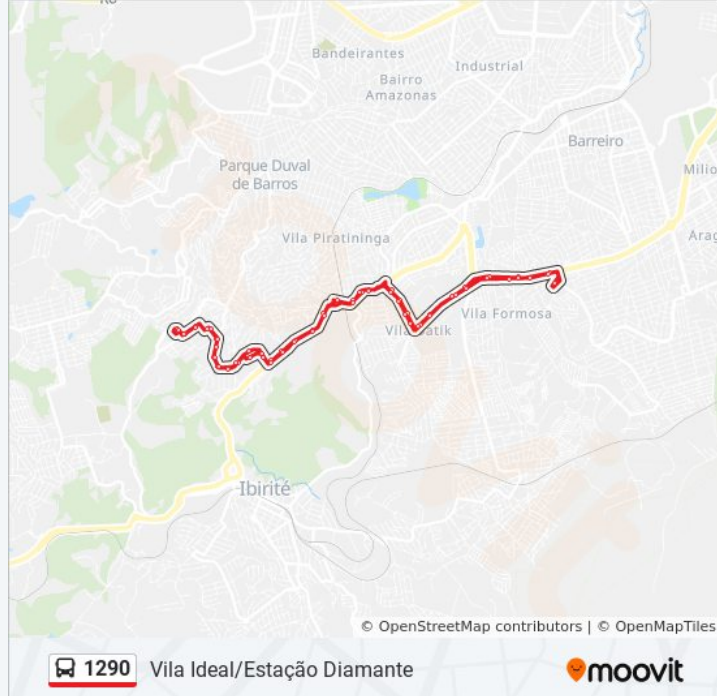 Bandeirantes
Industrial
Bairro
Amazonas
Barreiro
Parque Duval
de Barros
Milio
Vila Piratininga
Arag
Vila Formosa
Ibirité
© OpenStreetMap contributors | © OpenMapTiles
1290 Vila Ideal/Estação Diamante
moovit